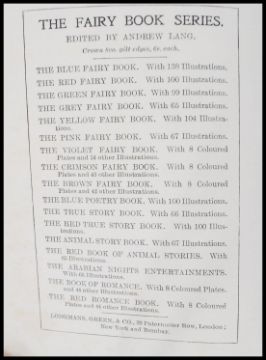 THE FAIRY BOOK SERIES.
EDITED BY ANDREW LANG.
Crown 8vo. gilt edges, 6s. each.
THE BLUE FAIRY BOOK. With 138 Illustrations.
THE RED FAIRY BOOK. With 100 Illustrations.
THE GREEN FAIRY BOOK. With 99 Illustrations.
THE GREY FAIRY BOOK. With 65 Illustrations.
THE YELLOW FAIRY BOOK. With 104 Illustra-
tions.
THE PINK FAIRY BOOK. With 67 Illustrations.
THE VIOLET FAIRY BOOK. With 8 Coloured
Plates and 54 other Illustrations.
THE CRIMSON FAIRY BOOK. With 8 Coloured
Plates and 43 other Illustrations.
THE BROWN FAIRY BOOK. With 8 Coloured
Plates and 42 other Illustrations.
THE BLUE POETRY BOOK. With 100 Illustrations.
THE TRUE STORY BOOK. With 66 Illustrations.
THE RED TRUE STORY BOOK. With 100 Illus-
trations.
THE ANIMAL STORY BOOK. With 67 Illustrations.
THE RED BOOK OF ANIMAL STORIES. With
65 Illustrations.
THE ARABIAN NIGHTS ENTERTAINMENTS.
With 66 Illustrations.
THE BOOK OF ROMANCE. With 8 Coloured Plates
and 44 other Illustrations.
THE RED ROMANCE BOOK. With 8 Coloured
Plates and 44 other Illustrations.
LONGMANS, GREEN, & CO., 39 Paternoster Row, London;
New York and Bombay.